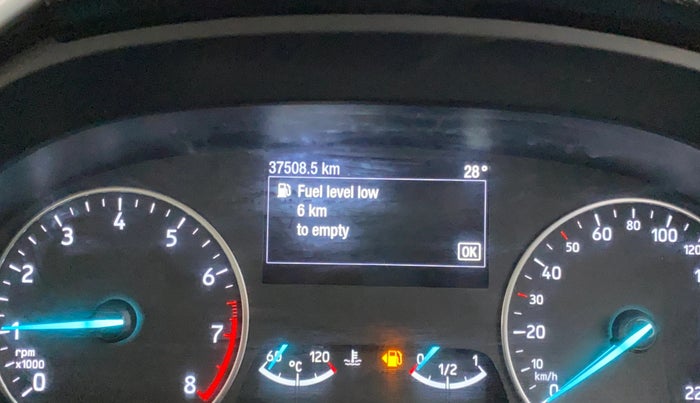 37508.5 km 28°
Fuel level low
6 km
to empty
OK
0 1 2 3 4 5 6 7 8
rpm
x1000
60 120
°C
0 1/2 1
0 10 20 30 40 50 60 80 100 120
km/h